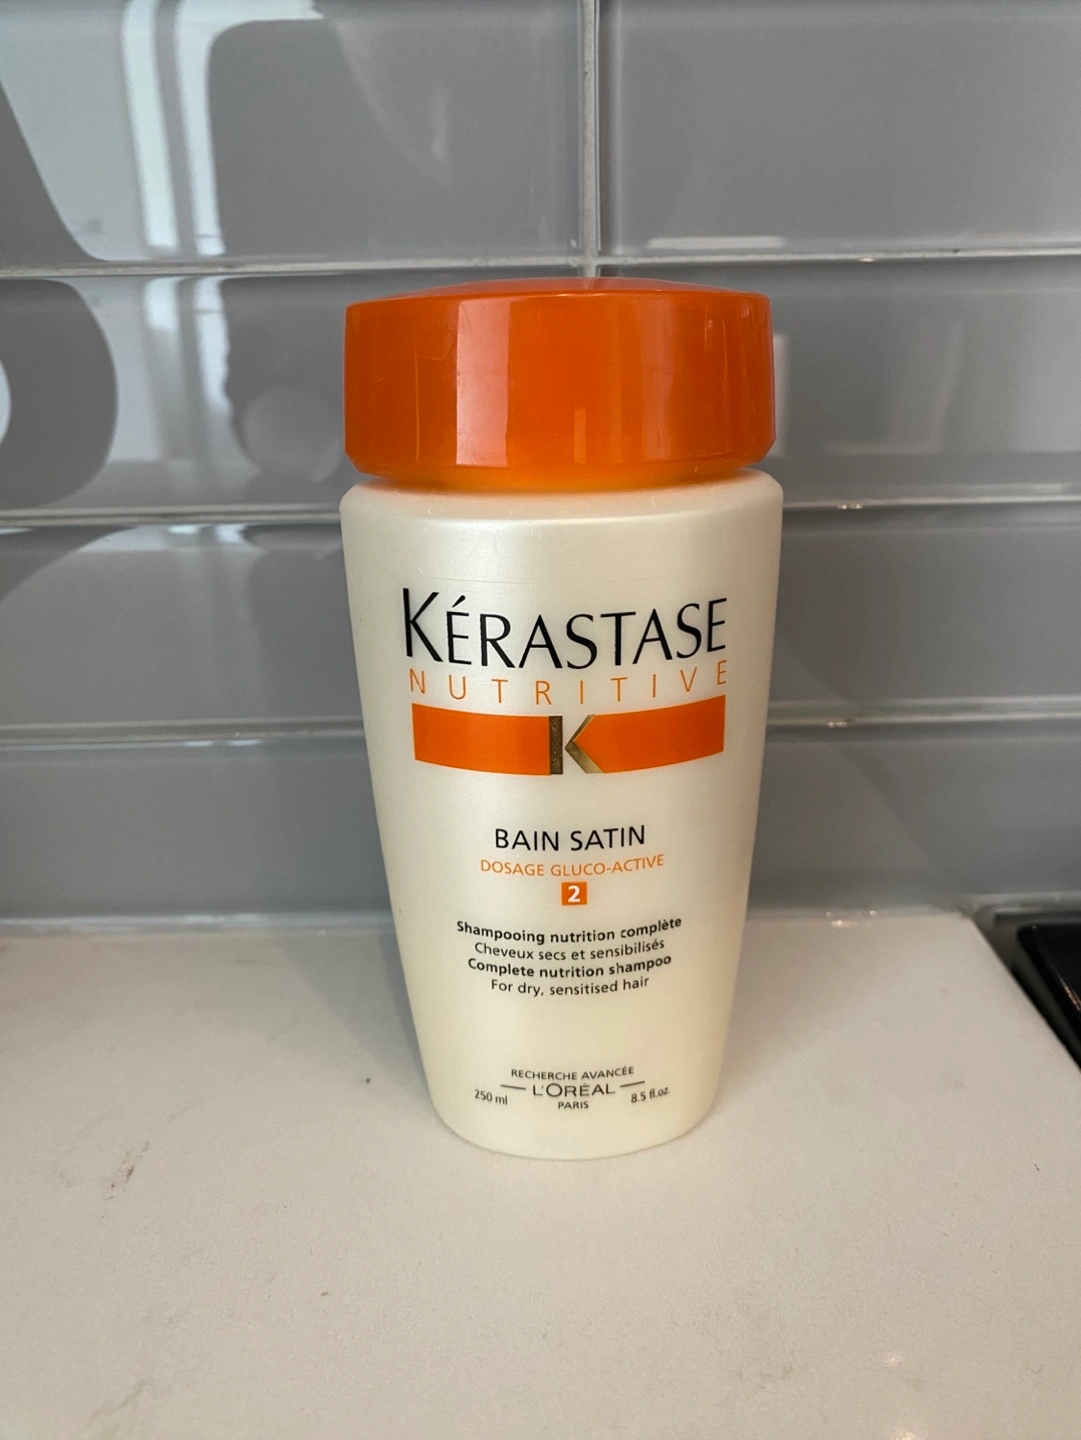 KÉRASTASE
NUTRITIVE
K
BAIN SATIN
DOSAGE GLUCO-ACTIVE
2
Shampooing nutrition complète
Cheveux secs et sensibilisés
Complete nutrition shampoo
For dry, sensitised hair
RECHERCHE AVANCÉE
250 ml L'ORÉAL 8.5 fl.oz.
PARIS